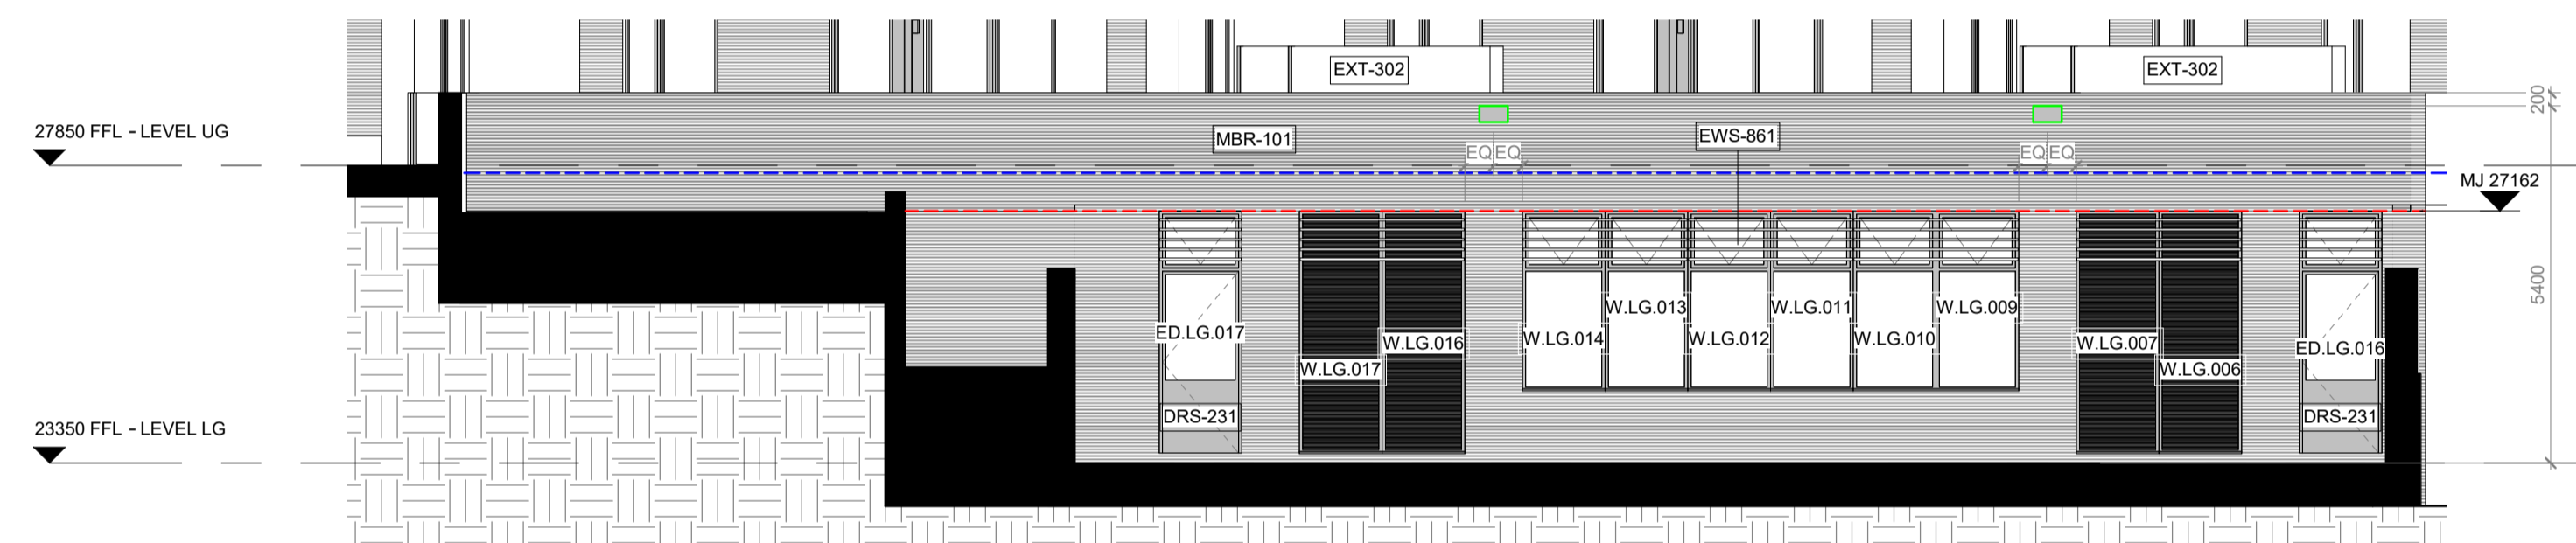 EXT-302
EXT-302
200
27850 FFL - LEVEL UG
MBR-101
EWS-861
EQ EQ
EQ EQ
MJ 27162
5400
ED.LG.017
W.LG.017
W.LG.016
W.LG.014
W.LG.013
W.LG.012
W.LG.011
W.LG.010
W.LG.009
W.LG.007
W.LG.006
ED.LG.016
DRS-231
DRS-231
23350 FFL - LEVEL LG